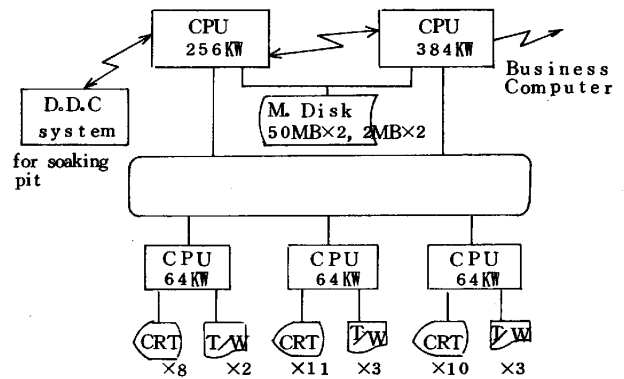 CPU
256KW
CPU
384KW
Business
Computer
D.D.C
system
for soaking
pit
M. Disk
50MB×2, 2MB×2
CPU
64KW
CPU
64KW
CPU
64KW
CRT
×8
T/W
×2
CRT
×11
T/W
×3
CRT
×10
T/W
×3